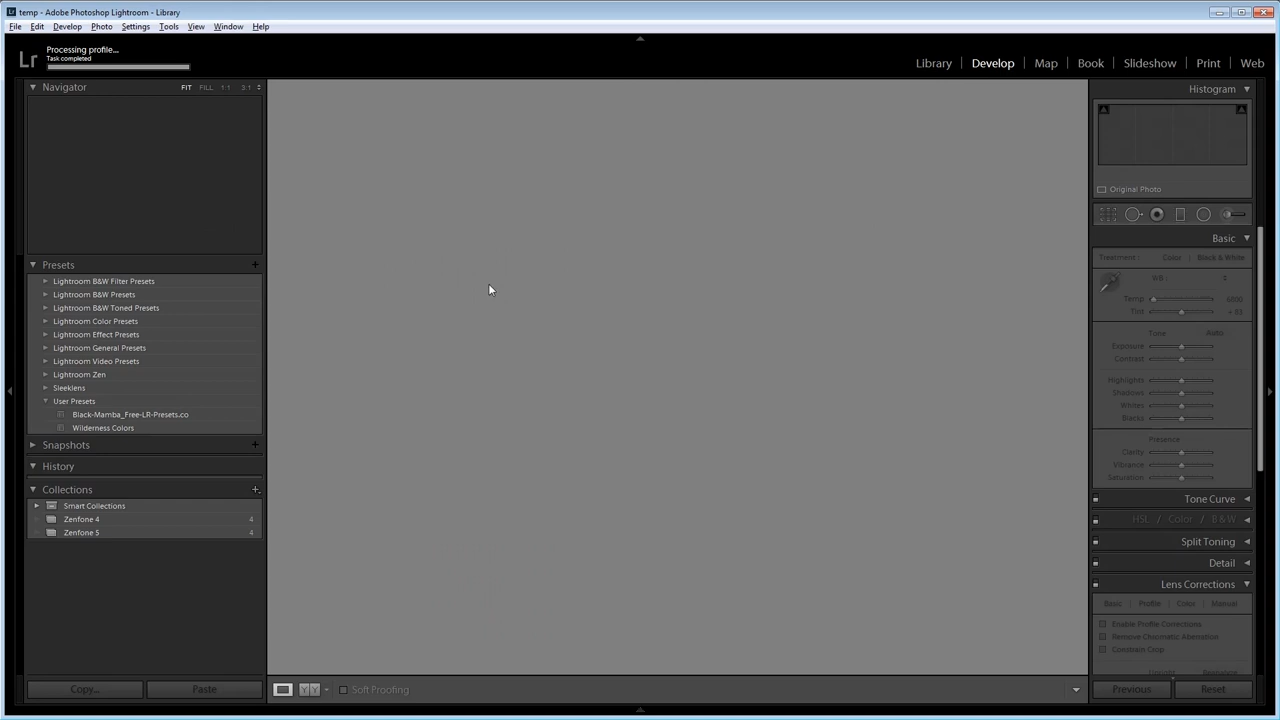 temp - Adobe Photoshop Lightroom - Library
File Edit Develop Photo Settings Tools View Window Help
Lr
Processing profile...
Task completed
Library Develop Map Book Slideshow Print Web
Navigator FIT FILL 1:1 3:1
Histogram
Original Photo
Basic
Treatment : Color Black & White
WB :
Temp 6800
Tint + 83
Tone Auto
Exposure
Contrast
Highlights
Shadows
Whites
Blacks
Presence
Clarity
Vibrance
Saturation
Tone Curve
HSL / Color / B & W
Split Toning
Detail
Lens Corrections
Basic Profile Color Manual
Enable Profile Corrections
Remove Chromatic Aberration
Constrain Crop
Upright
Previous Reset
Presets
Lightroom B&W Filter Presets
Lightroom B&W Presets
Lightroom B&W Toned Presets
Lightroom Color Presets
Lightroom Effect Presets
Lightroom General Presets
Lightroom Video Presets
Lightroom Zen
Sleeklens
User Presets
Black-Mamba_Free-LR-Presets.co
Wilderness Colors
Snapshots
History
Collections
Smart Collections
Zenfone 4 4
Zenfone 5 4
Copy... Paste
YY Soft Proofing